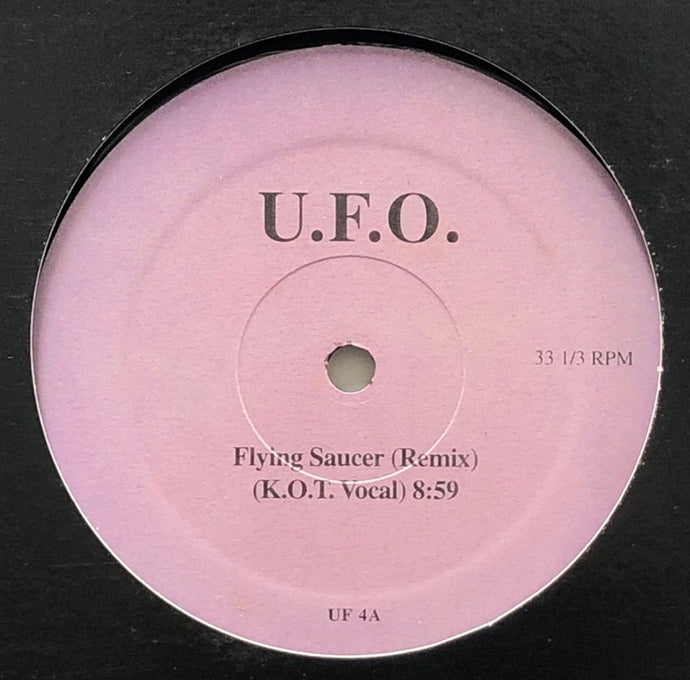 U.F.O.
33 1/3 RPM
Flying Saucer (Remix)
(K.O.T. Vocal) 8:59
UF 4A